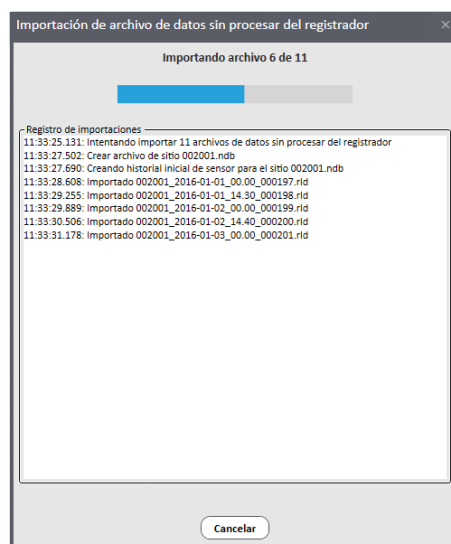 Importación de archivo de datos sin procesar del registrador
Importando archivo 6 de 11
Registro de importaciones
11:33:25.131: Intentando importar 11 archivos de datos sin procesar del registrador
11:33:27.502: Crear archivo de sitio 002001.ndb
11:33:27.690: Creando historial inicial de sensor para el sitio 002001.ndb
11:33:28.608: Importado 002001_2016-01-01_00.00_000197.rld
11:33:29.255: Importado 002001_2016-01-01_14.30_000198.rld
11:33:29.889: Importado 002001_2016-01-02_00.00_000199.rld
11:33:30.506: Importado 002001_2016-01-02_14.40_000200.rld
11:33:31.178: Importado 002001_2016-01-03_00.00_000201.rld
Cancelar